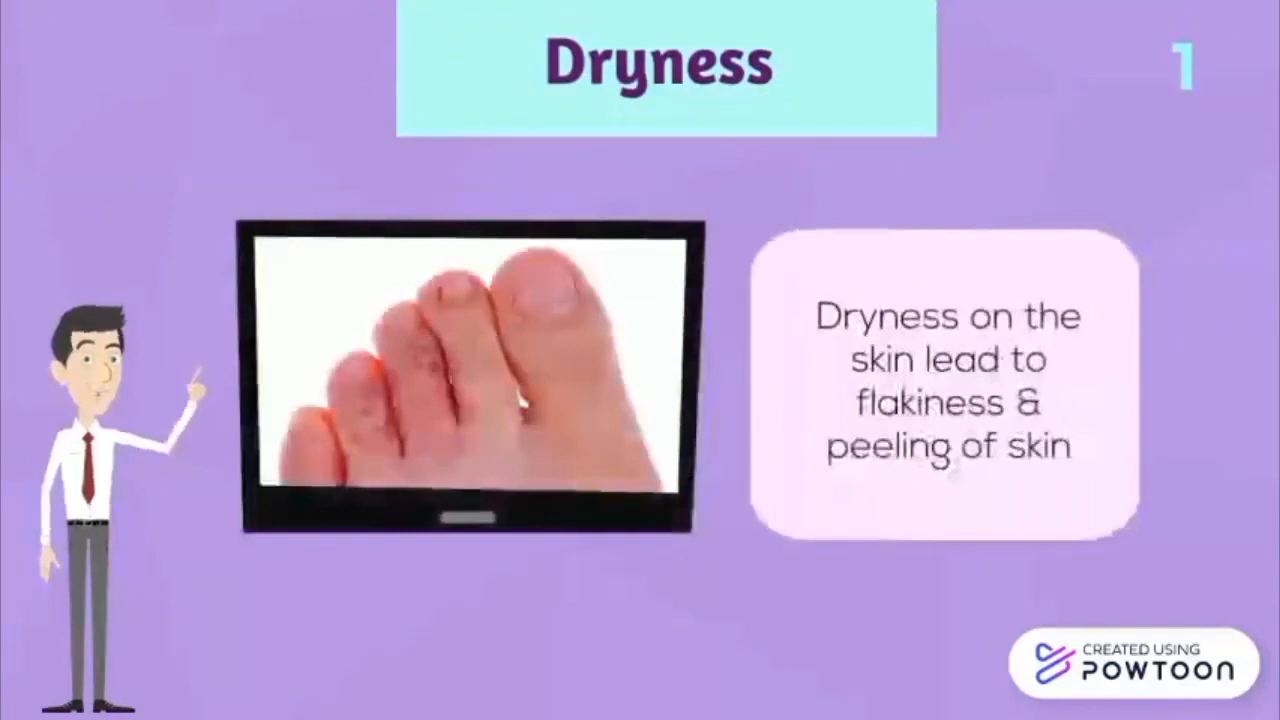 Dryness
1
Dryness on the
skin lead to
flakiness &
peeling of skin
CREATED USING
POWTOON